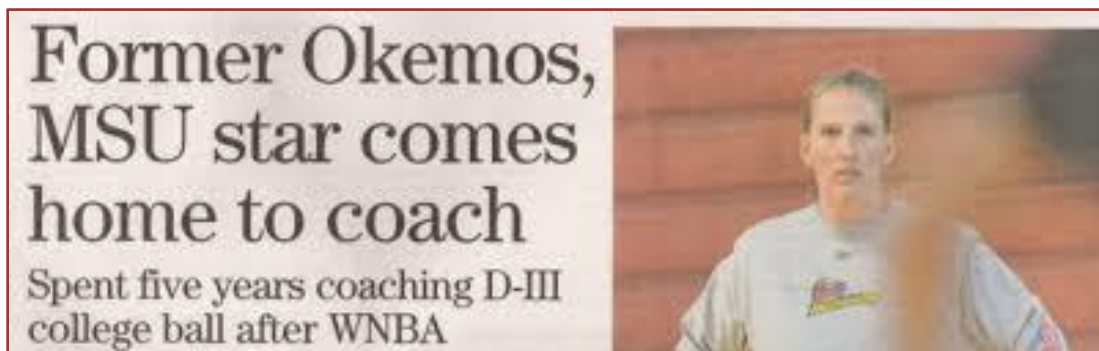 Former Okemos,
MSU star comes
home to coach
Spent five years coaching D-III
college ball after WNBA